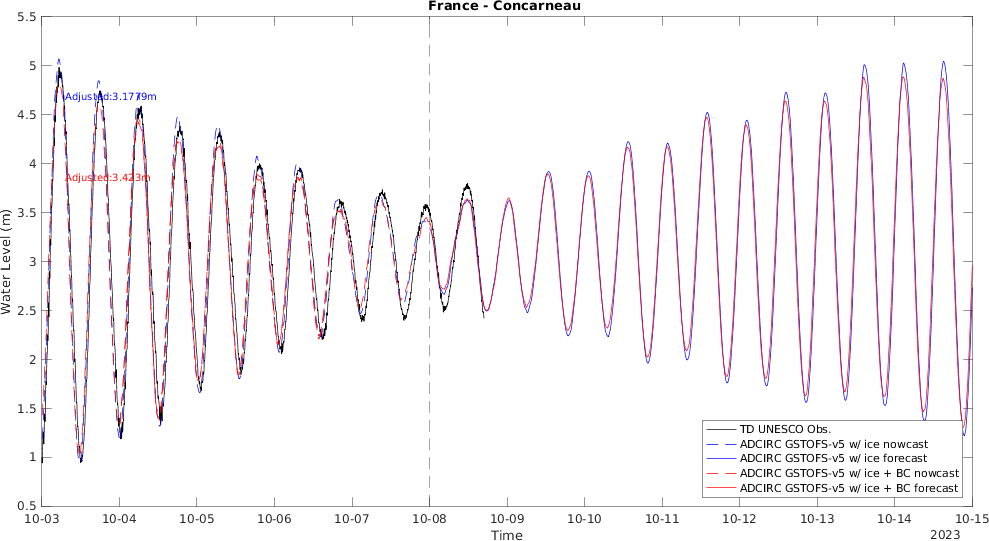 France - Concarneau
Water Level (m)
5.5
5
4.5
4
3.5
3
2.5
2
1.5
1
0.5
Adjusted:3.1779m
Adjusted:3.423m
TD UNESCO Obs.
ADCIRC GSTOFS-v5 w/ ice nowcast
ADCIRC GSTOFS-v5 w/ ice forecast
ADCIRC GSTOFS-v5 w/ ice + BC nowcast
ADCIRC GSTOFS-v5 w/ ice + BC forecast
10-03 10-04 10-05 10-06 10-07 10-08 10-09 10-10 10-11 10-12 10-13 10-14 10-15
Time
2023